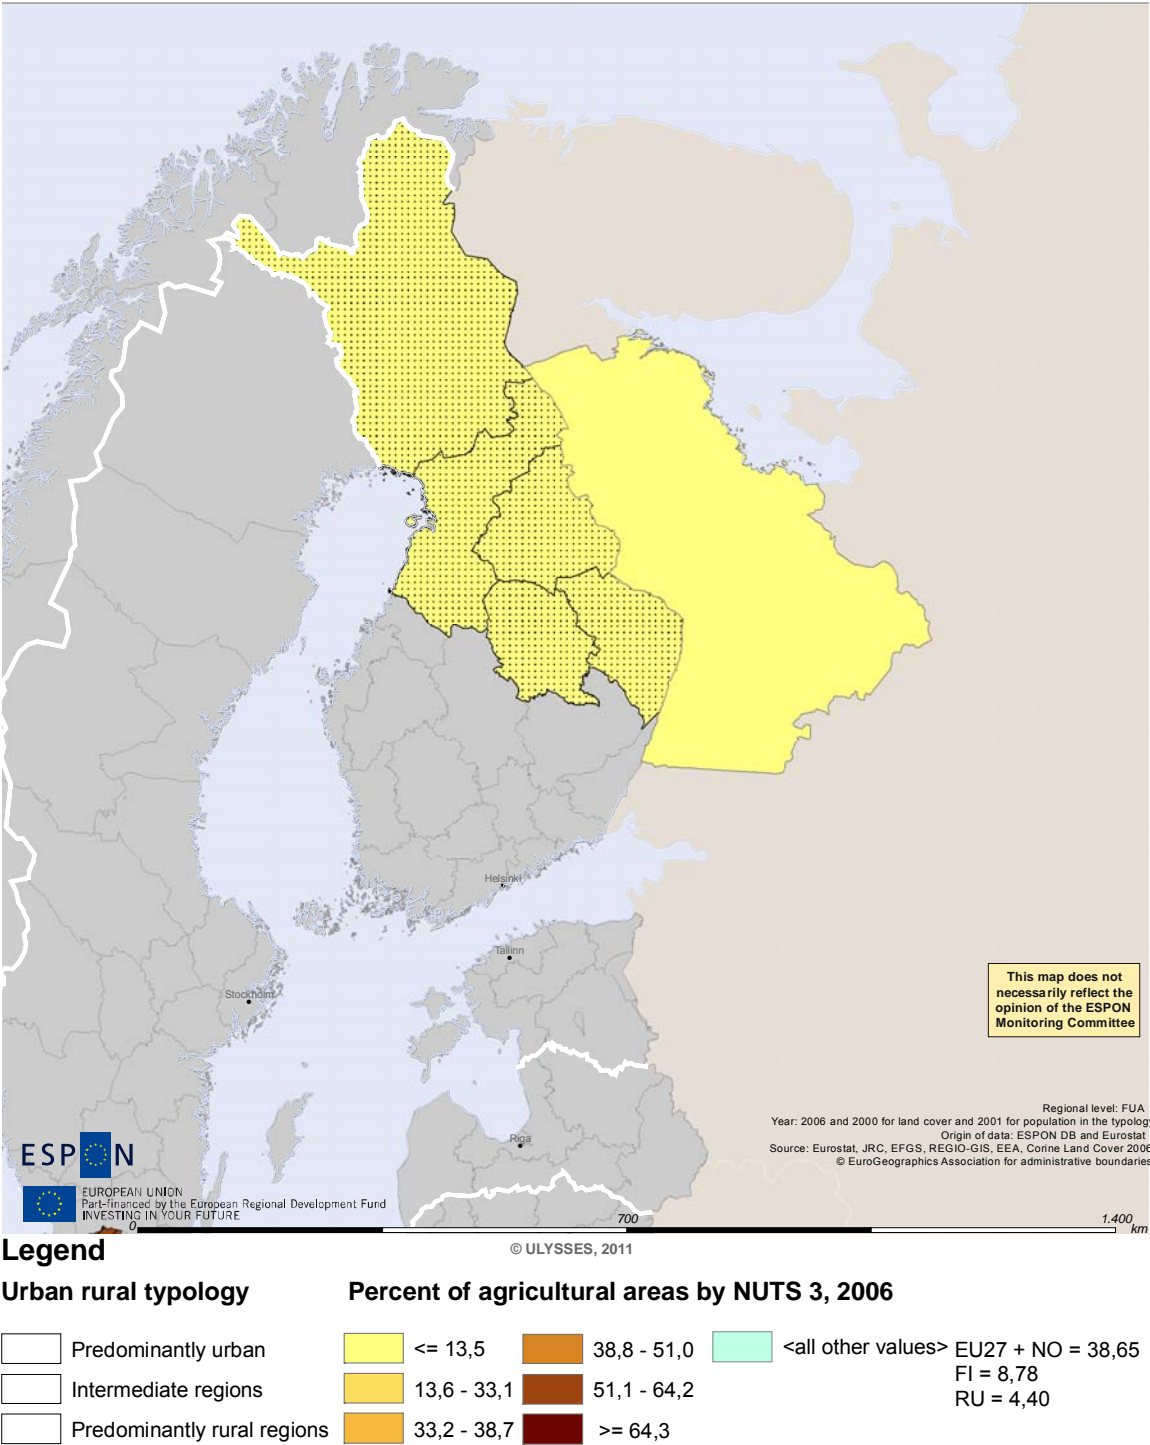 Helsinki
Tallinn
Stockholm
Riga
This map does not
necessarily reflect the
opinion of the ESPON
Monitoring Committee
Regional level: FUA
Year: 2006 and 2000 for land cover and 2001 for population in the typology
Origin of data: ESPON DB and Eurostat
Source: Eurostat, JRC, EFGS, REGIO-GIS, EEA, Corine Land Cover 2006
© EuroGeographics Association for administrative boundaries
ESPON
EUROPEAN UNION
Part-financed by the European Regional Development Fund
INVESTING IN YOUR FUTURE
0 700 1.400
km
© ULYSSES, 2011
Legend
Urban rural typology
Predominantly urban
Intermediate regions
Predominantly rural regions
Percent of agricultural areas by NUTS 3, 2006
<= 13,5
13,6 - 33,1
33,2 - 38,7
38,8 - 51,0
51,1 - 64,2
>= 64,3
<all other values>
EU27 + NO = 38,65
FI = 8,78
RU = 4,40